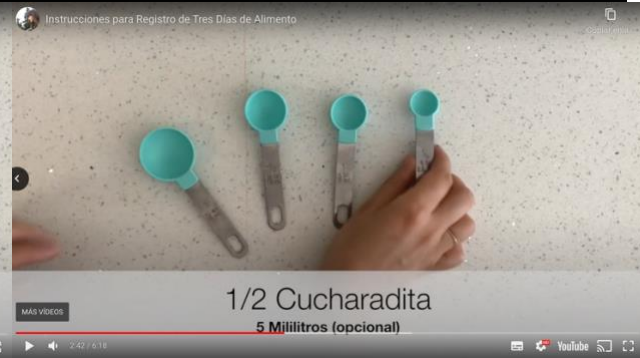 Instrucciones para Registro de Tres Días de Alimento
1/2 Cucharadita
5 Mililitros (opcional)
MÁS VÍDEOS
2:42 / 6:18
YouTube